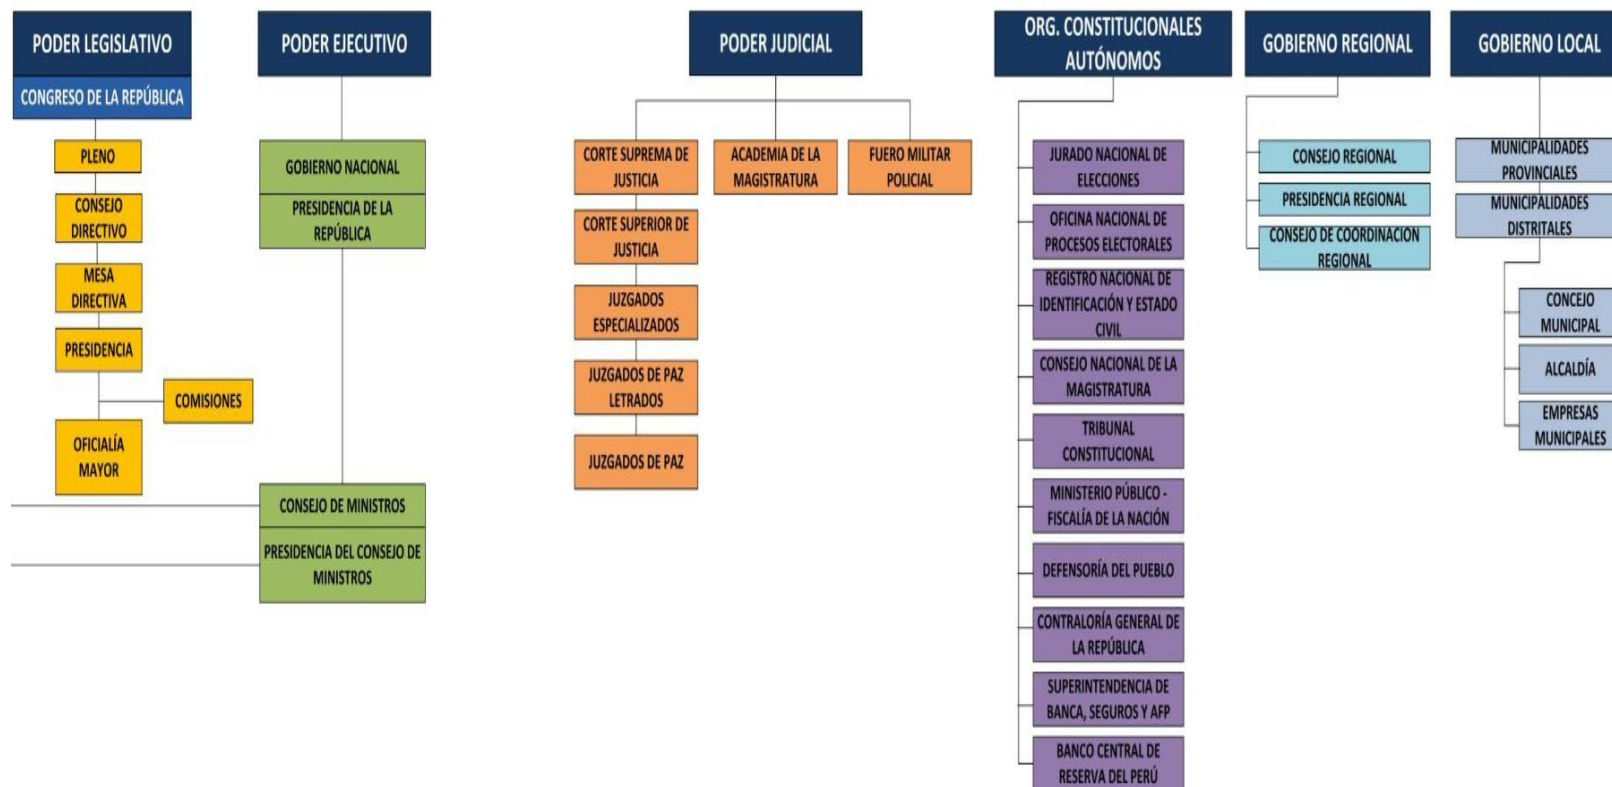 PODER LEGISLATIVO
CONGRESO DE LA REPÚBLICA
PLENO
CONSEJO
DIRECTIVO
MESA
DIRECTIVA
PRESIDENCIA
COMISIONES
OFICIALÍA
MAYOR
PODER EJECUTIVO
GOBIERNO NACIONAL
PRESIDENCIA DE LA
REPÚBLICA
CONSEJO DE MINISTROS
PRESIDENCIA DEL CONSEJO DE
MINISTROS
PODER JUDICIAL
CORTE SUPREMA DE
JUSTICIA
CORTE SUPERIOR DE
JUSTICIA
JUZGADOS
ESPECIALIZADOS
JUZGADOS DE PAZ
LETRADOS
JUZGADOS DE PAZ
ACADEMIA DE LA
MAGISTRATURA
FUERO MILITAR
POLICIAL
ORG. CONSTITUCIONALES
AUTÓNOMOS
JURADO NACIONAL DE
ELECCIONES
OFICINA NACIONAL DE
PROCESOS ELECTORALES
REGISTRO NACIONAL DE
IDENTIFICACIÓN Y ESTADO
CIVIL
CONSEJO NACIONAL DE LA
MAGISTRATURA
TRIBUNAL
CONSTITUCIONAL
MINISTERIO PÚBLICO -
FISCALÍA DE LA NACIÓN
DEFENSORÍA DEL PUEBLO
CONTRALORÍA GENERAL DE
LA REPÚBLICA
SUPERINTENDENCIA DE
BANCA, SEGUROS Y AFP
BANCO CENTRAL DE
RESERVA DEL PERÚ
GOBIERNO REGIONAL
CONSEJO REGIONAL
PRESIDENCIA REGIONAL
CONSEJO DE COORDINACION
REGIONAL
GOBIERNO LOCAL
MUNICIPALIDADES
PROVINCIALES
MUNICIPALIDADES
DISTRITALES
CONCEJO
MUNICIPAL
ALCALDÍA
EMPRESAS
MUNICIPALES